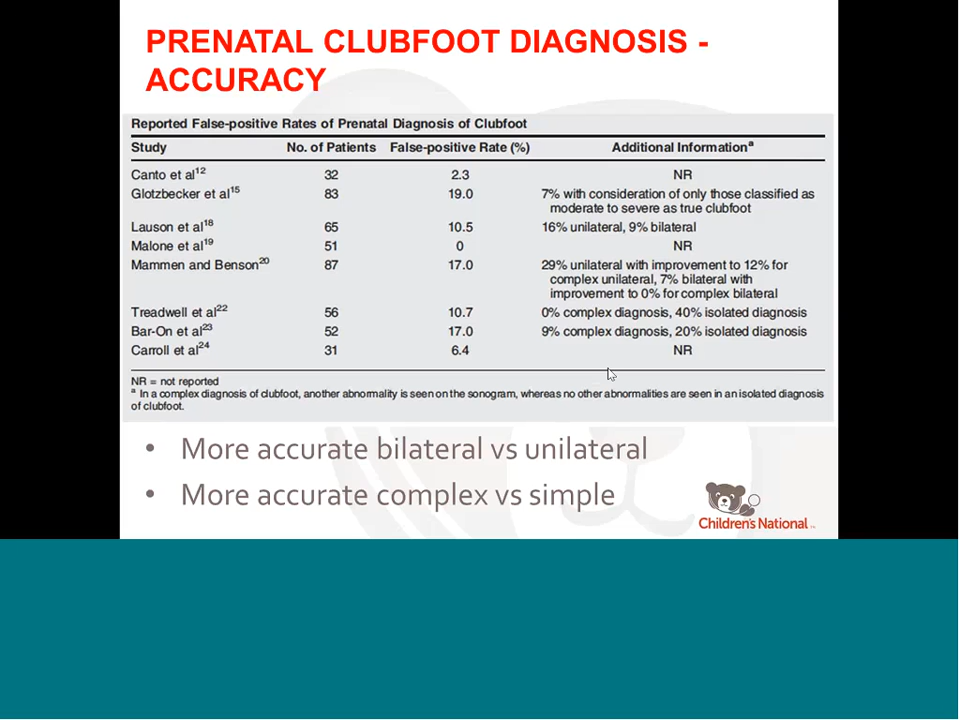 PRENATAL CLUBFOOT DIAGNOSIS -
ACCURACY
Reported False-positive Rates of Prenatal Diagnosis of Clubfoot
Study No. of Patients False-positive Rate (%) Additional Informationᵃ
Canto et al¹² 32 2.3 NR
Glotzbecker et al¹⁵ 83 19.0 7% with consideration of only those classified as
moderate to severe as true clubfoot
Lauson et al¹⁸ 65 10.5 16% unilateral, 9% bilateral
Malone et al¹⁹ 51 0 NR
Mammen and Benson²⁰ 87 17.0 29% unilateral with improvement to 12% for
complex unilateral, 7% bilateral with
improvement to 0% for complex bilateral
Treadwell et al²² 56 10.7 0% complex diagnosis, 40% isolated diagnosis
Bar-On et al²³ 52 17.0 9% complex diagnosis, 20% isolated diagnosis
Carroll et al²⁴ 31 6.4 NR
NR = not reported
ᵃ In a complex diagnosis of clubfoot, another abnormality is seen on the sonogram, whereas no other abnormalities are seen in an isolated diagnosis
of clubfoot.
• More accurate bilateral vs unilateral
• More accurate complex vs simple
Children's National ™